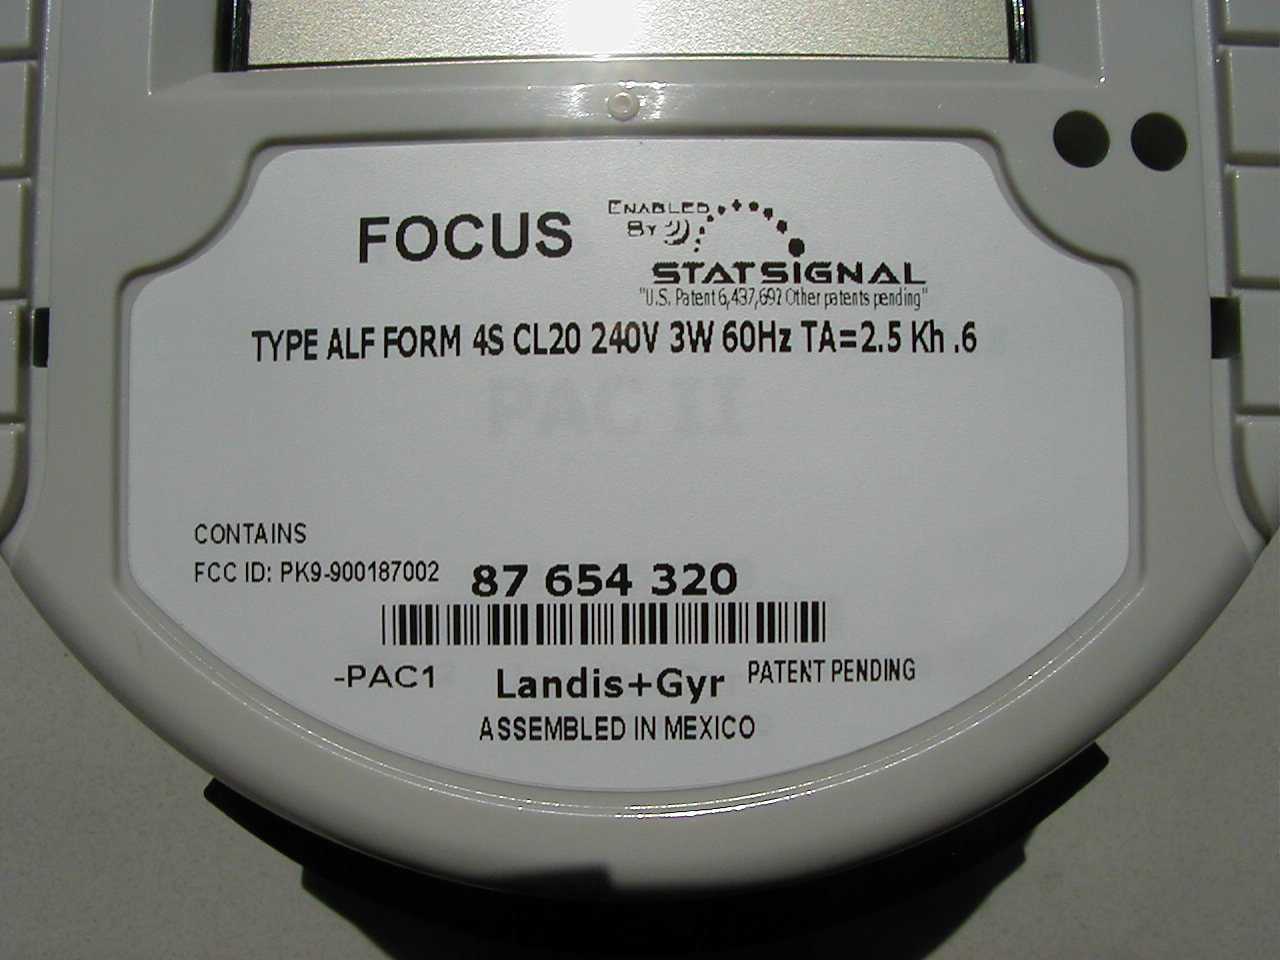 FOCUS
ENABLED
BY
STATSIGNAL
"U.S. Patent 6,437,692 Other patents pending"
TYPE ALF FORM 4S CL20 240V 3W 60Hz TA=2.5 Kh .6
PAC II
CONTAINS
FCC ID: PK9-900187002
87 654 320
-PAC1
Landis+Gyr
PATENT PENDING
ASSEMBLED IN MEXICO